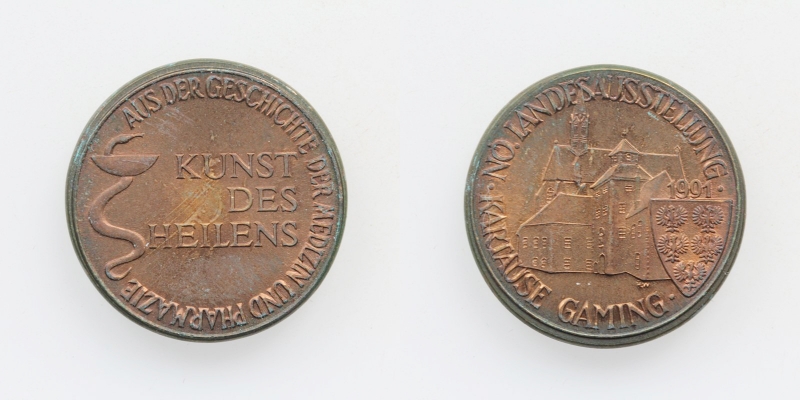 AUS DER GESCHICHTE DER MEDIZIN UND PHARMAZIE
KUNST
DES
HEILENS
· NÖ. LANDESAUSSTELLUNG ·
1991
KARTAUSE GAMING ·